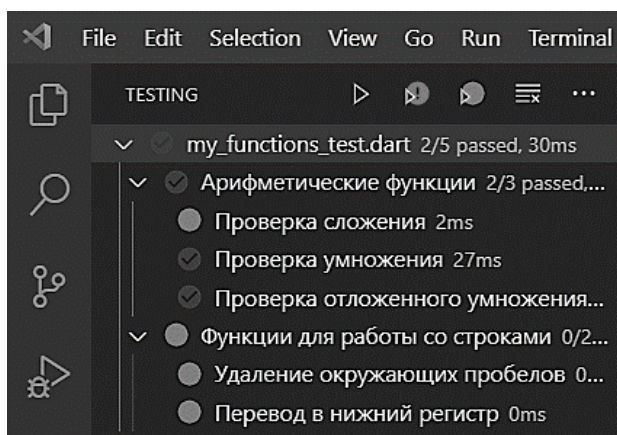 File Edit Selection View Go Run Terminal
TESTING
my_functions_test.dart 2/5 passed, 30ms
Арифметические функции 2/3 passed,...
Проверка сложения 2ms
Проверка умножения 27ms
Проверка отложенного умножения...
Функции для работы со строками 0/2...
Удаление окружающих пробелов 0...
Перевод в нижний регистр 0ms